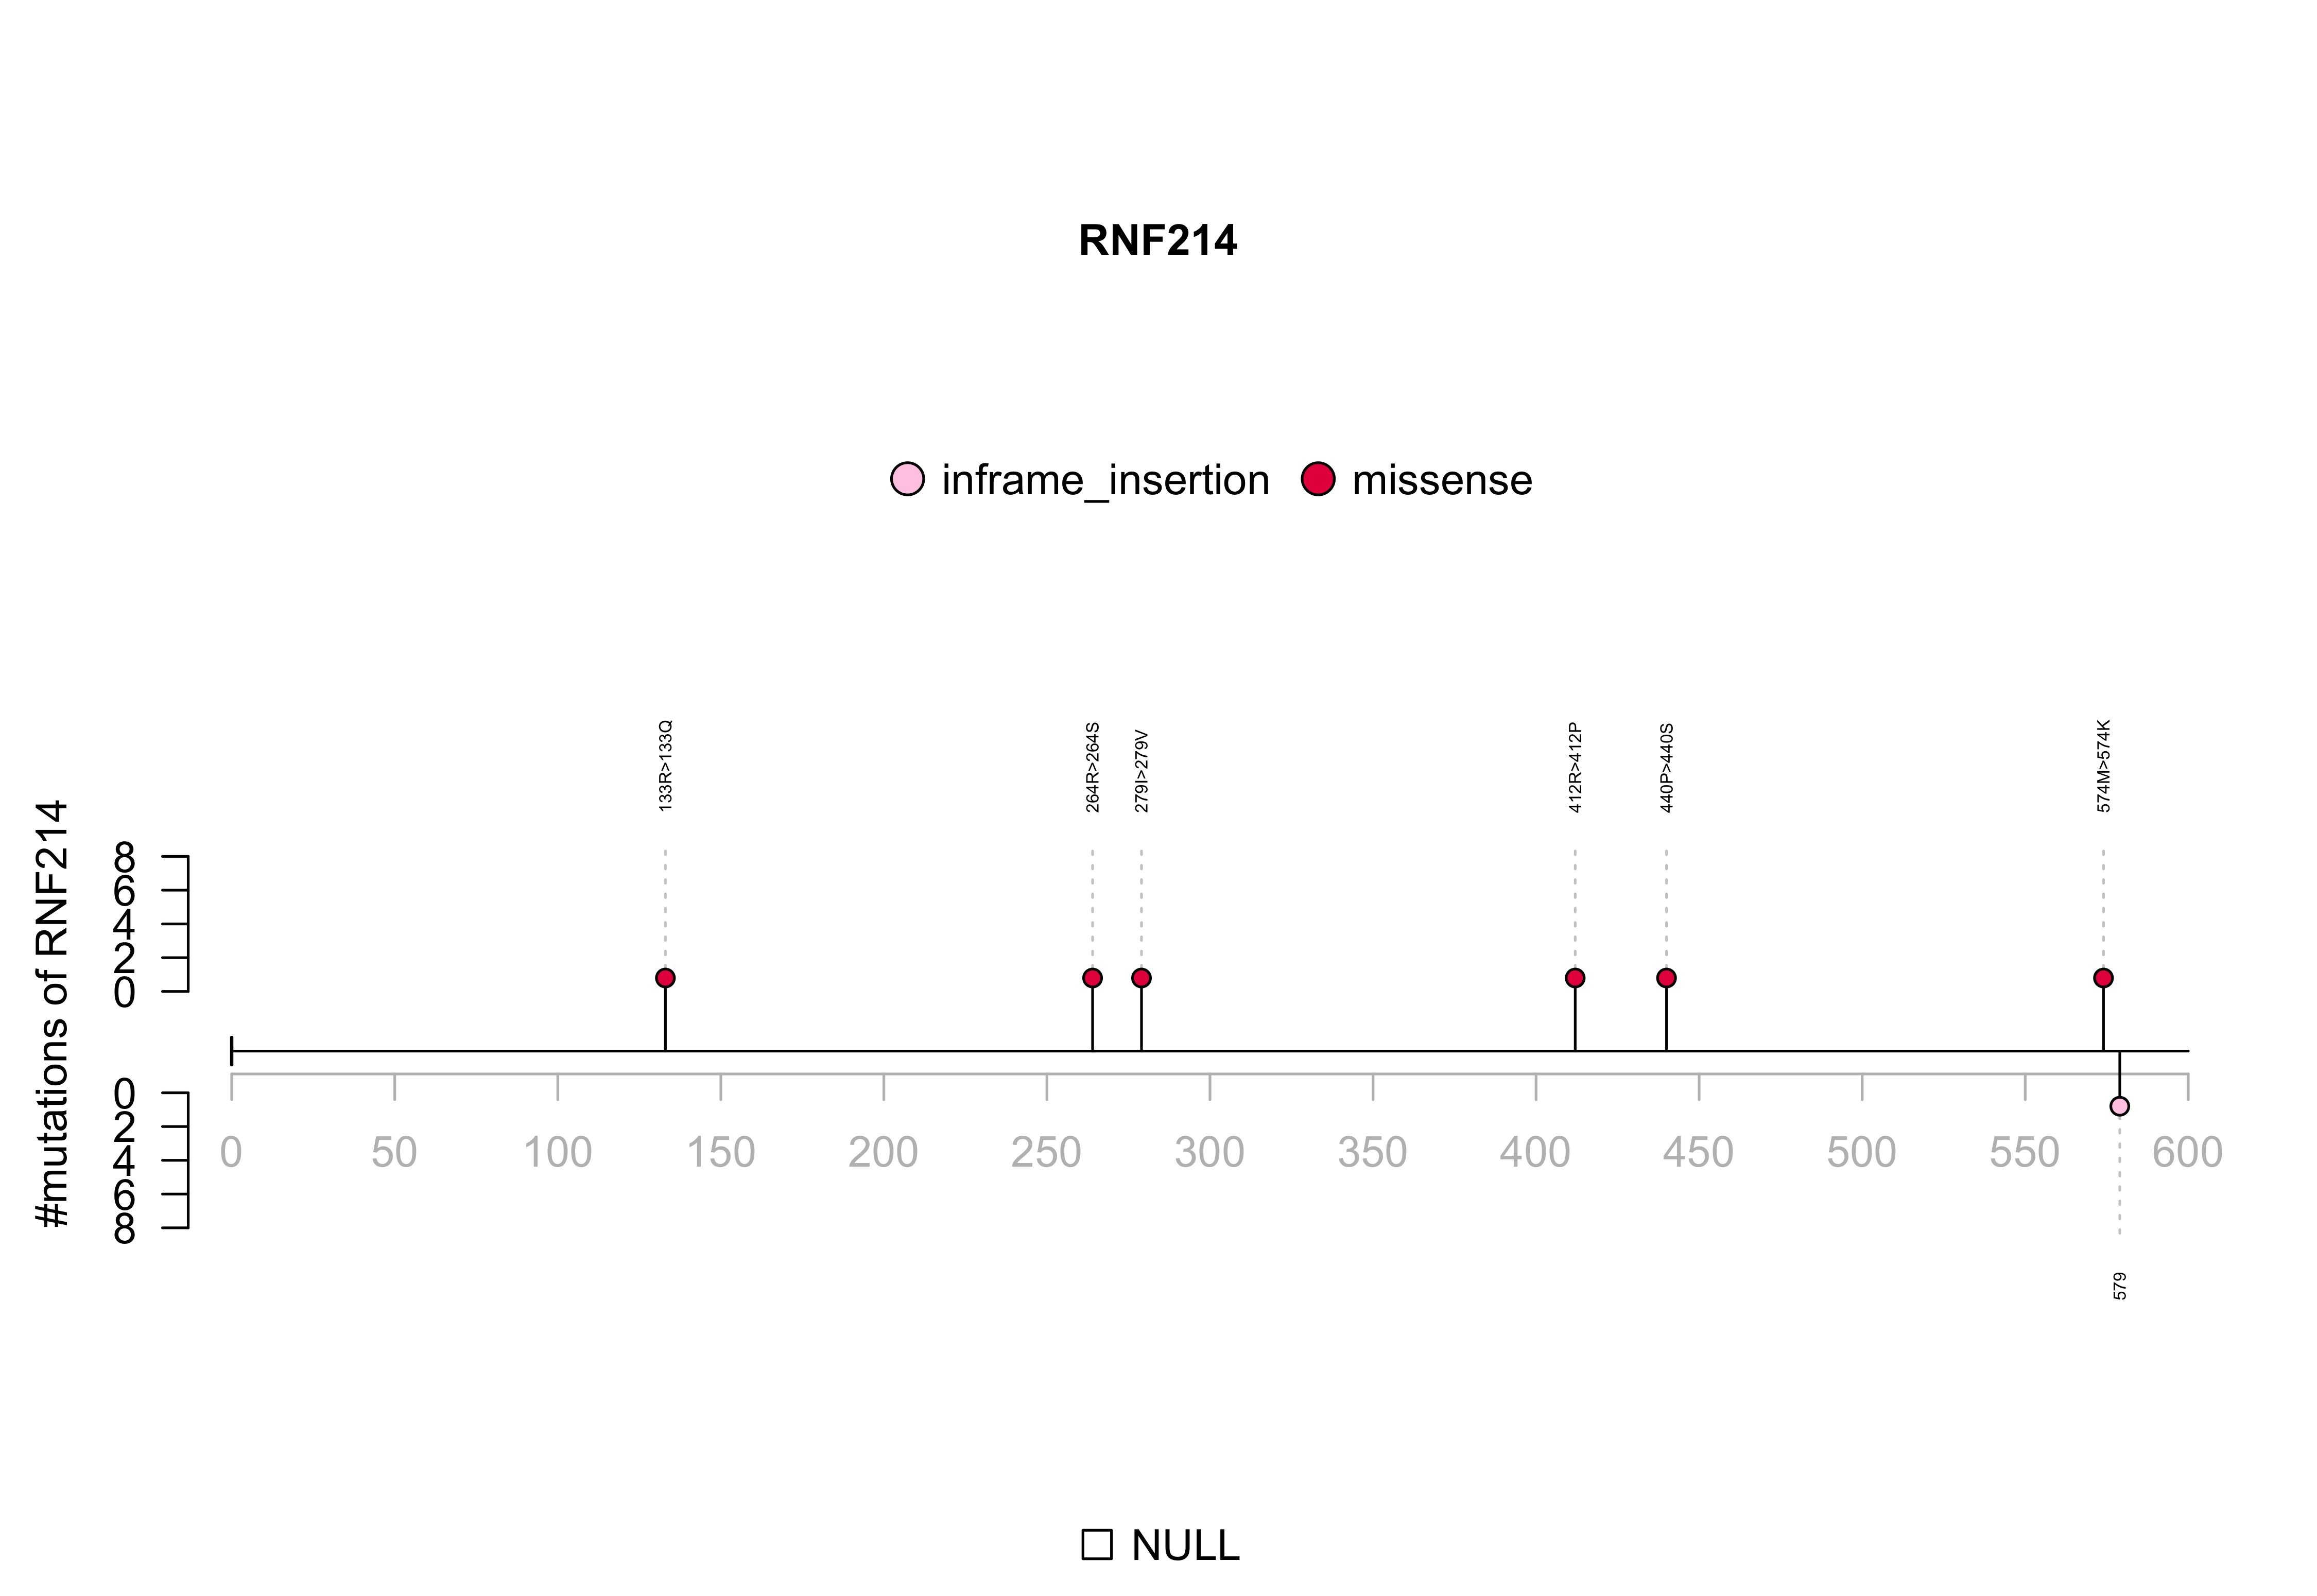 RNF214
inframe_insertion missense
133R>133Q 264R>264S 279I>279V 412R>412P 440P>440S 574M>574K
#mutations of RNF214
8
6
4
2
0
0
2
4
6
8
0 50 100 150 200 250 300 350 400 450 500 550 600
579
NULL